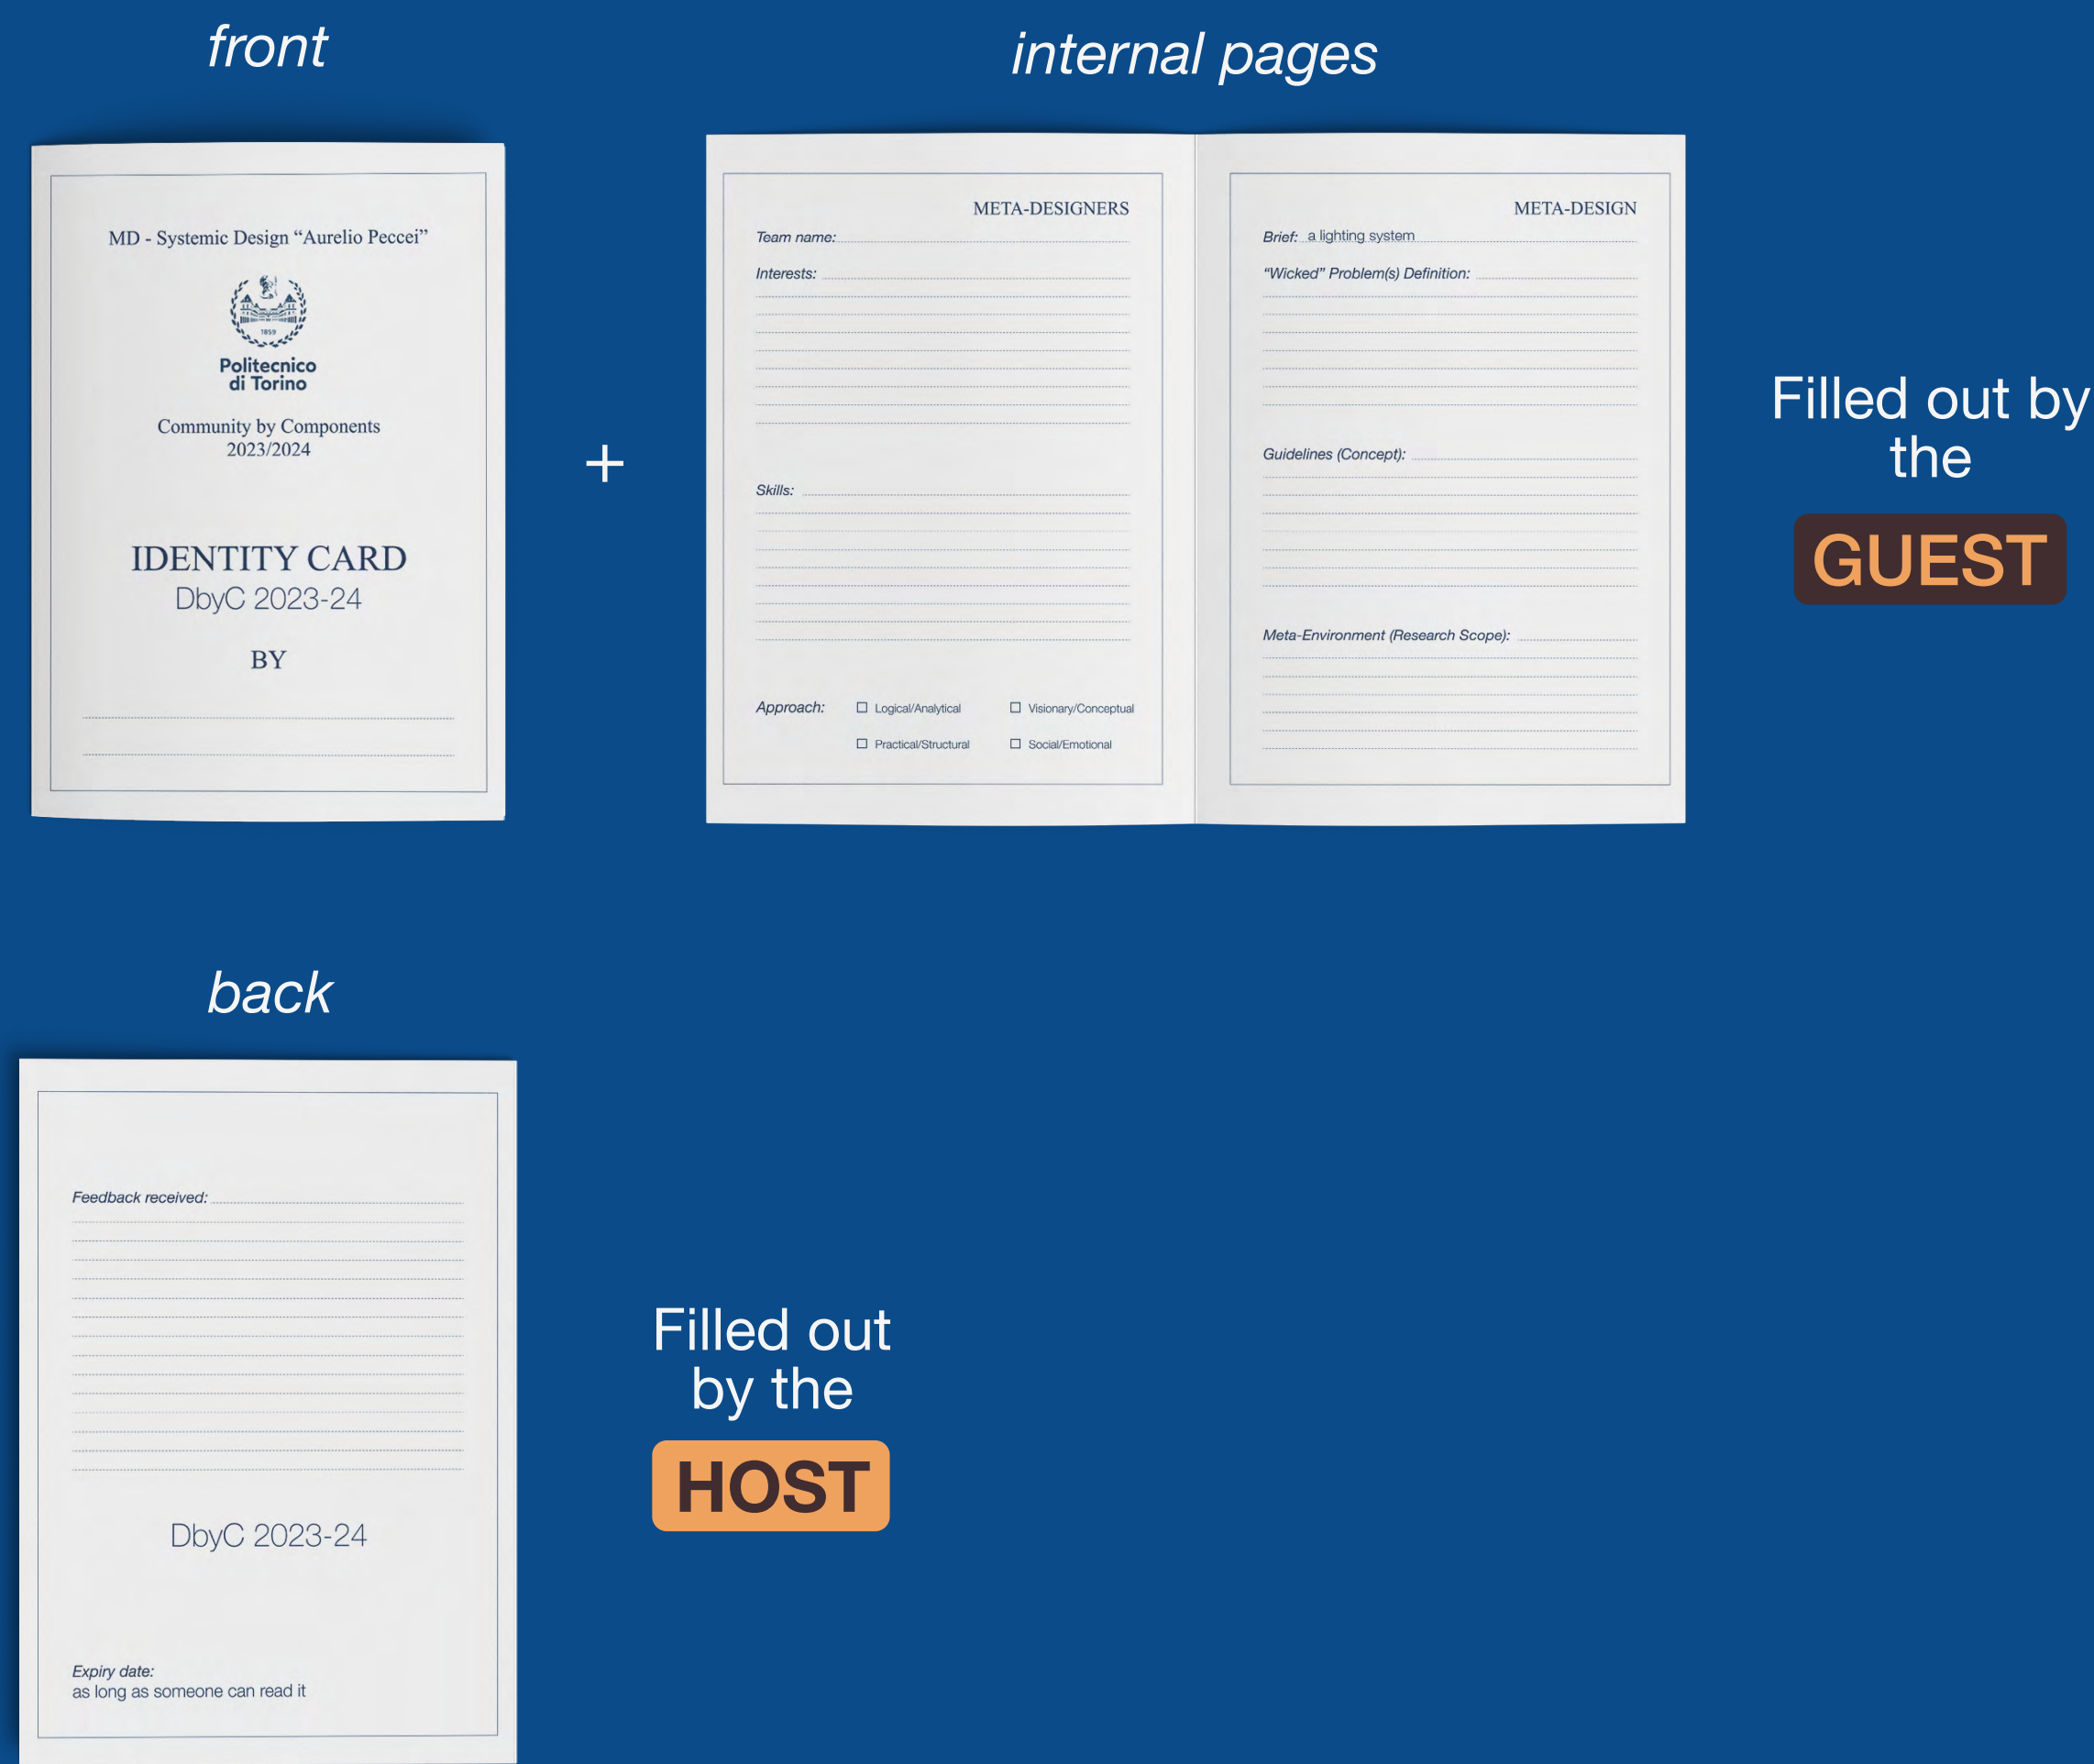 front
MD - Systemic Design “Aurelio Peccei”
1859
Politecnico
di Torino
Community by Components
2023/2024
IDENTITY CARD
DbyC 2023-24
BY
+
internal pages
META-DESIGNERS
Team name:
Interests:
Skills:
Approach:
Logical/Analytical
Visionary/Conceptual
Practical/Structural
Social/Emotional
META-DESIGN
Brief: a lighting system
“Wicked” Problem(s) Definition:
Guidelines (Concept):
Meta-Environment (Research Scope):
Filled out by
the
GUEST
back
Feedback received:
DbyC 2023-24
Expiry date:
as long as someone can read it
Filled out
by the
HOST